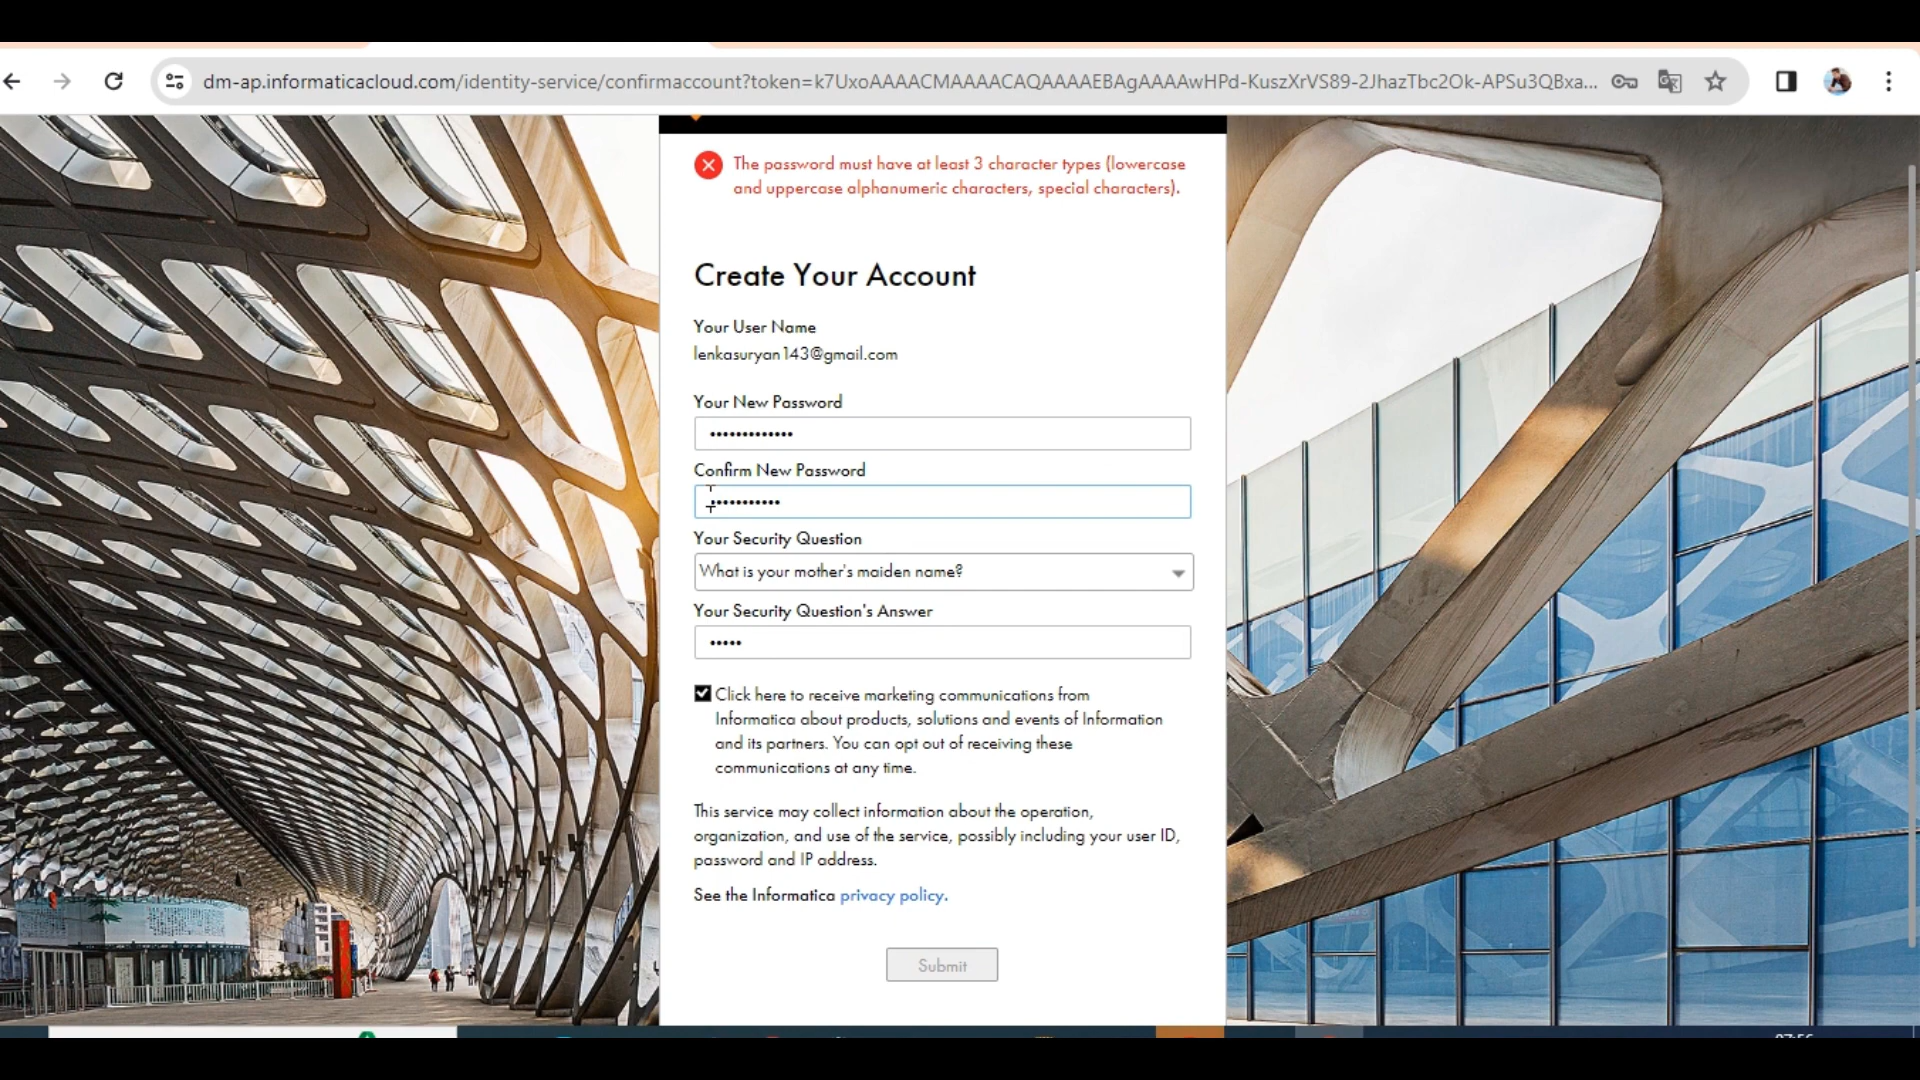 dm-ap.informaticacloud.com/identity-service/confirmaccount?token=k7UxoAAAACMAAAACAQAAAAEBAgAAAAwHPd-KuszXrVS89-2JhazTbc2Ok-APSu3QBxa...
The password must have at least 3 character types (lowercase
and uppercase alphanumeric characters, special characters).
Create Your Account
Your User Name
lenkasuryan143@gmail.com
Your New Password
Confirm New Password
Your Security Question
What is your mother's maiden name?
Your Security Question's Answer
Click here to receive marketing communications from
Informatica about products, solutions and events of Information
and its partners. You can opt out of receiving these
communications at any time.
This service may collect information about the operation,
organization, and use of the service, possibly including your user ID,
password and IP address.
See the Informatica privacy policy.
Submit